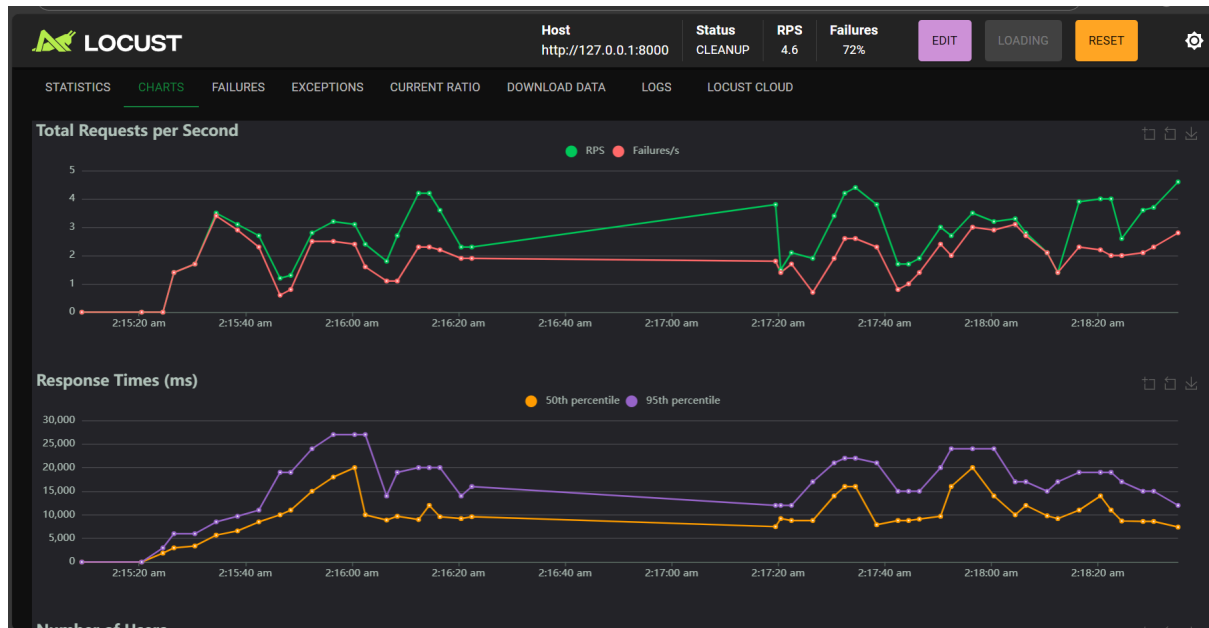 LOCUST
Host
http://127.0.0.1:8000
Status
CLEANUP
RPS
4.6
Failures
72%
EDIT
LOADING
RESET
STATISTICS CHARTS FAILURES EXCEPTIONS CURRENT RATIO DOWNLOAD DATA LOGS LOCUST CLOUD
Total Requests per Second
RPS Failures/s
5
4
3
2
1
0
2:15:20 am 2:15:40 am 2:16:00 am 2:16:20 am 2:16:40 am 2:17:00 am 2:17:20 am 2:17:40 am 2:18:00 am 2:18:20 am
Response Times (ms)
50th percentile 95th percentile
30,000
25,000
20,000
15,000
10,000
5,000
0
2:15:20 am 2:15:40 am 2:16:00 am 2:16:20 am 2:16:40 am 2:17:00 am 2:17:20 am 2:17:40 am 2:18:00 am 2:18:20 am
Number of Users